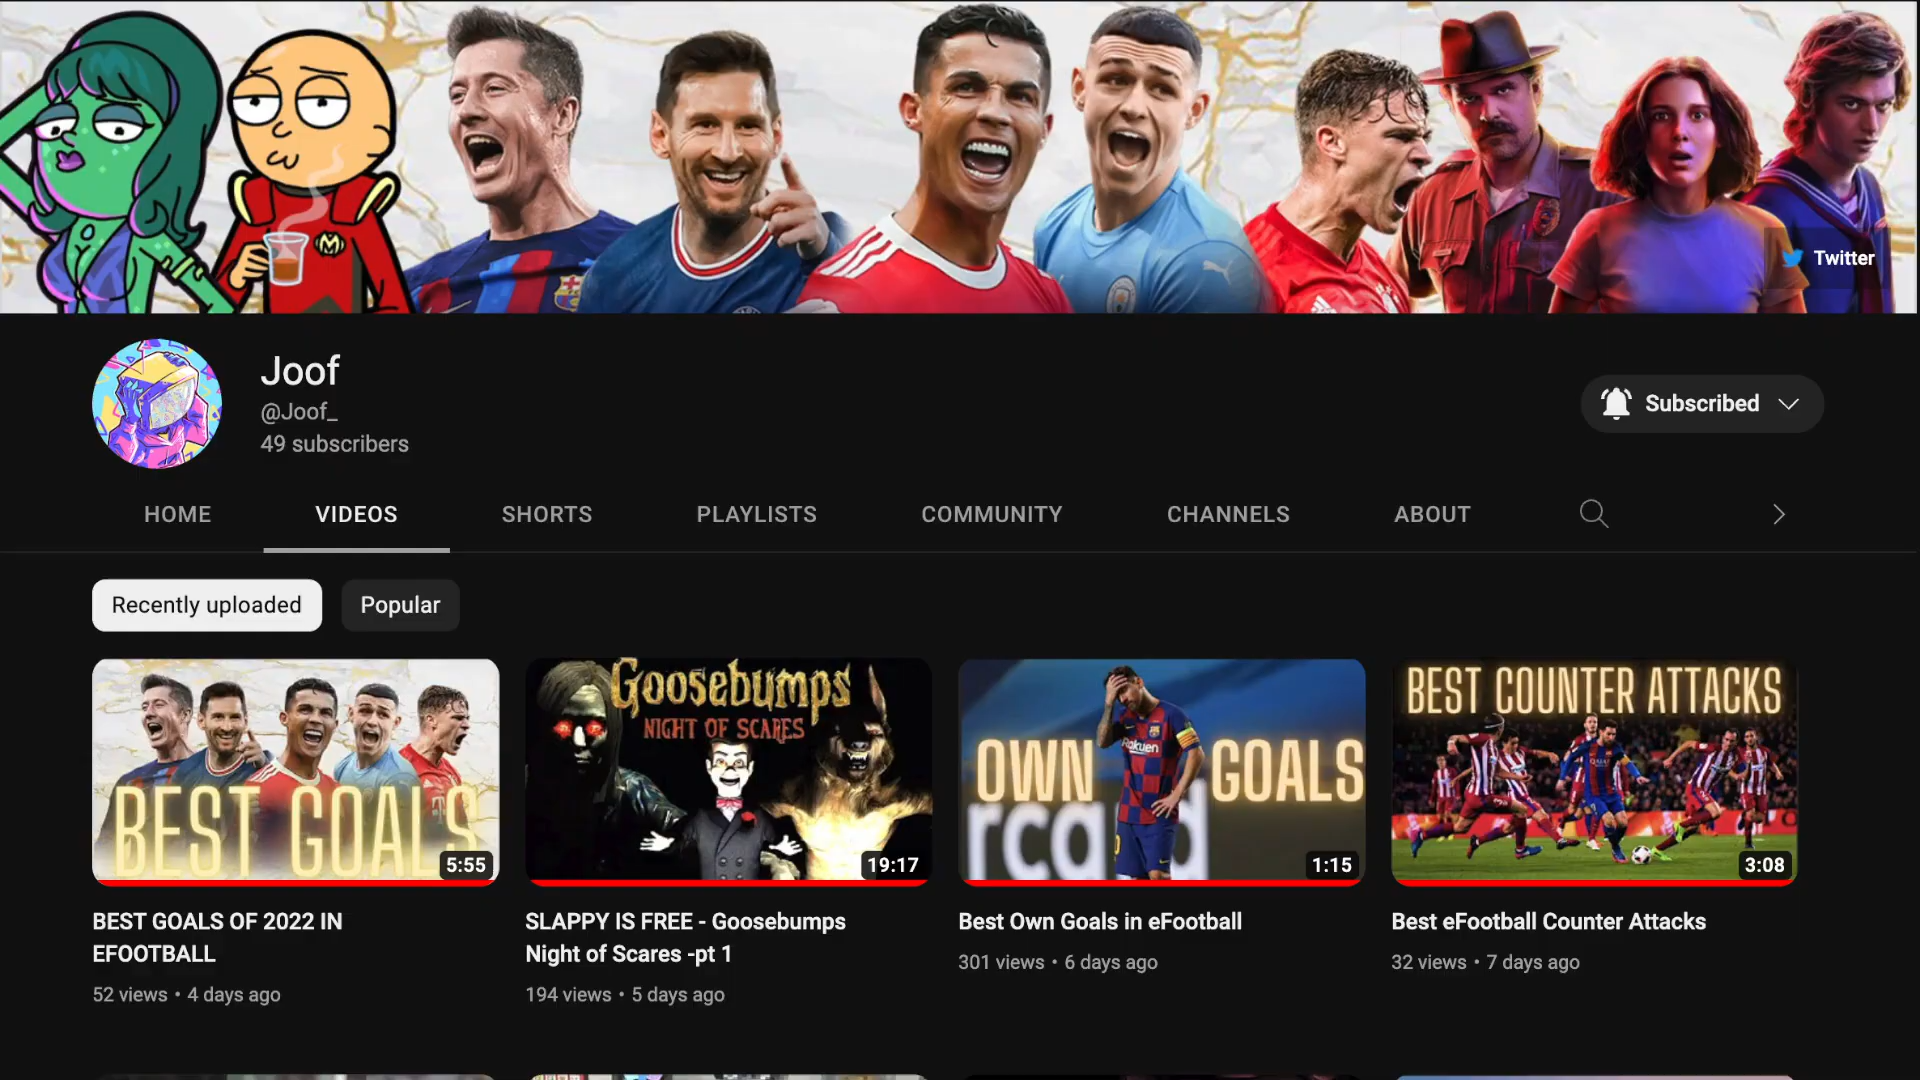 Twitter
Joof
@Joof_
49 subscribers
Subscribed
HOME
VIDEOS
SHORTS
PLAYLISTS
COMMUNITY
CHANNELS
ABOUT
Recently uploaded
Popular
BEST GOALS
5:55
Goosebumps
NIGHT OF SCARES
19:17
OWN GOALS
Rakuen
rca
1:15
BEST COUNTER ATTACKS
3:08
BEST GOALS OF 2022 IN
EFOOTBALL
52 views • 4 days ago
SLAPPY IS FREE - Goosebumps
Night of Scares -pt 1
194 views • 5 days ago
Best Own Goals in eFootball
301 views • 6 days ago
Best eFootball Counter Attacks
32 views • 7 days ago